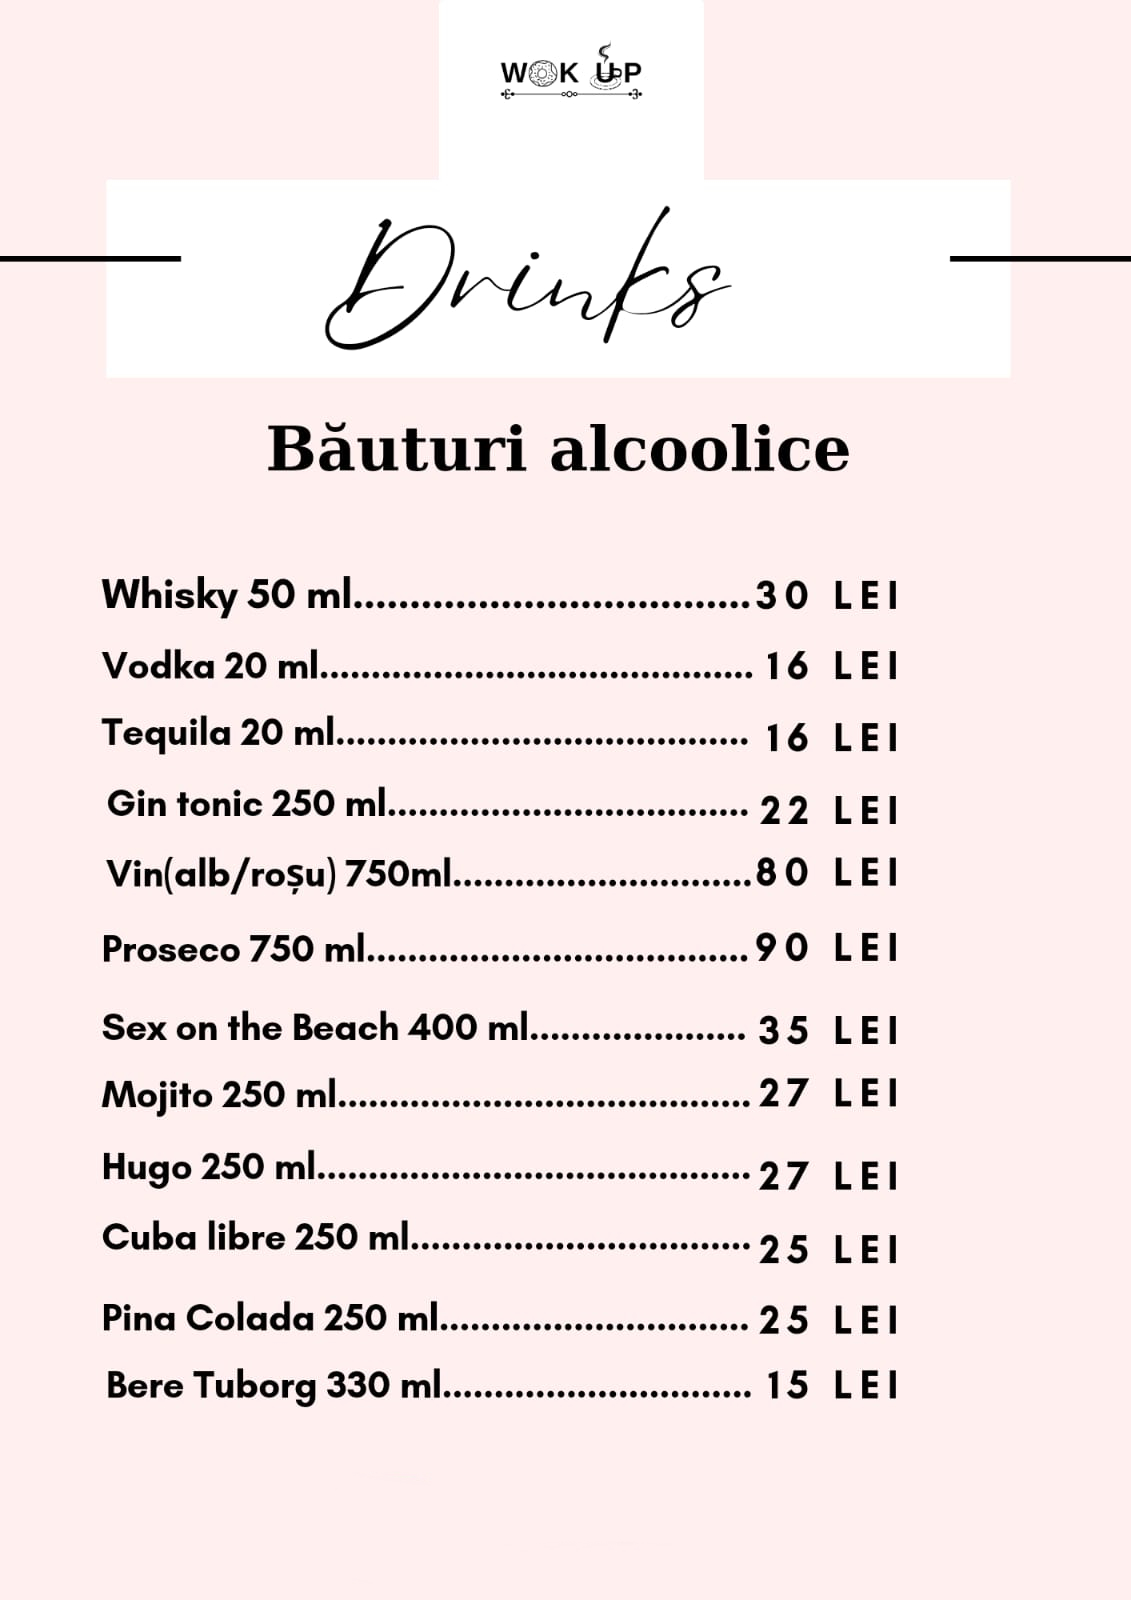 WOK UP
Drinks
Băuturi alcoolice
Whisky 50 ml..................................30 LEI
Vodka 20 ml.......................................... 16 LEI
Tequila 20 ml........................................ 16 LEI
Gin tonic 250 ml................................... 22 LEI
Vin(alb/roșu) 750ml.............................80 LEI
Proseco 750 ml.....................................90 LEI
Sex on the Beach 400 ml..................... 35 LEI
Mojito 250 ml........................................27 LEI
Hugo 250 ml..........................................27 LEI
Cuba libre 250 ml.................................25 LEI
Pina Colada 250 ml.............................. 25 LEI
Bere Tuborg 330 ml.............................. 15 LEI